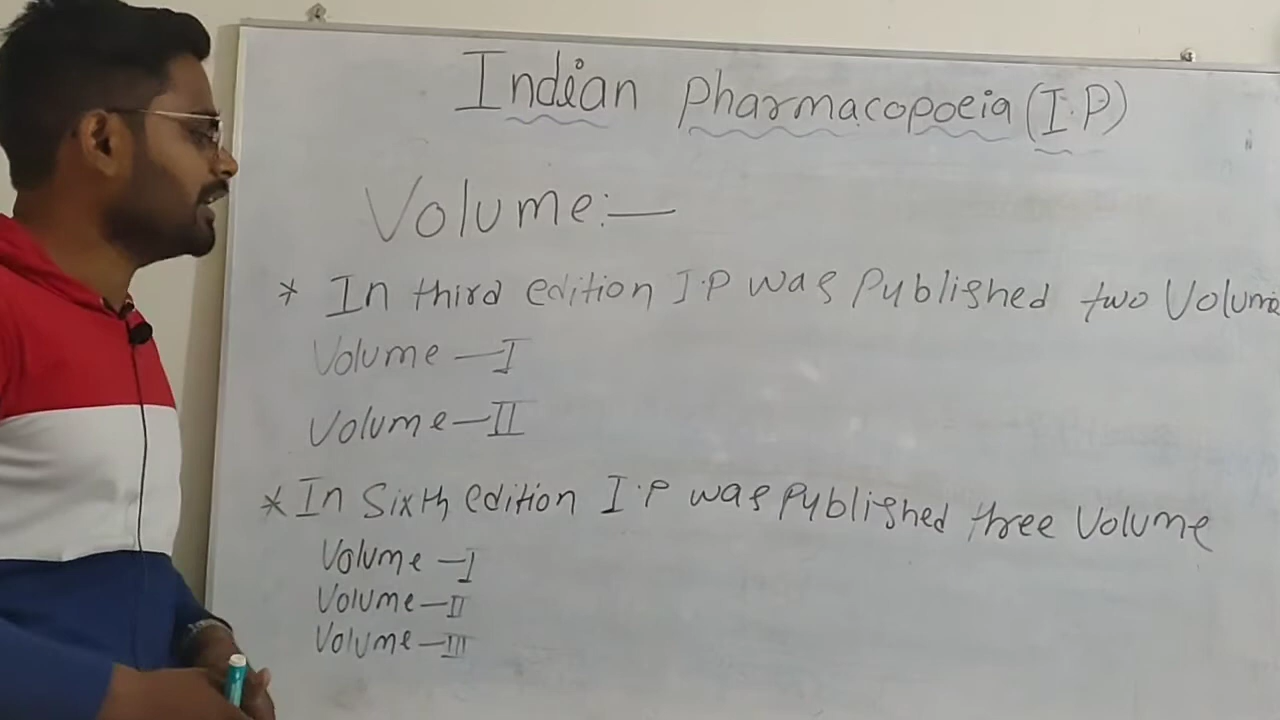 Indian Pharmacopoeia (I.P)
Volume:—
* In third edition I.P was Published two Volume
Volume —I
Volume —II
* In Sixth edition I.P was Published three Volume
Volume —I
Volume —II
Volume —III